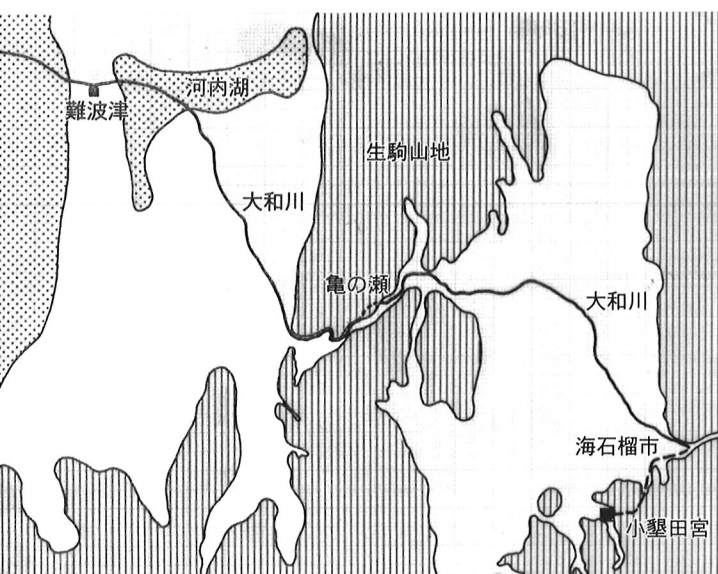 河内湖
難波津
生駒山地
大和川
亀の瀬
大和川
海石榴市
小墾田宮